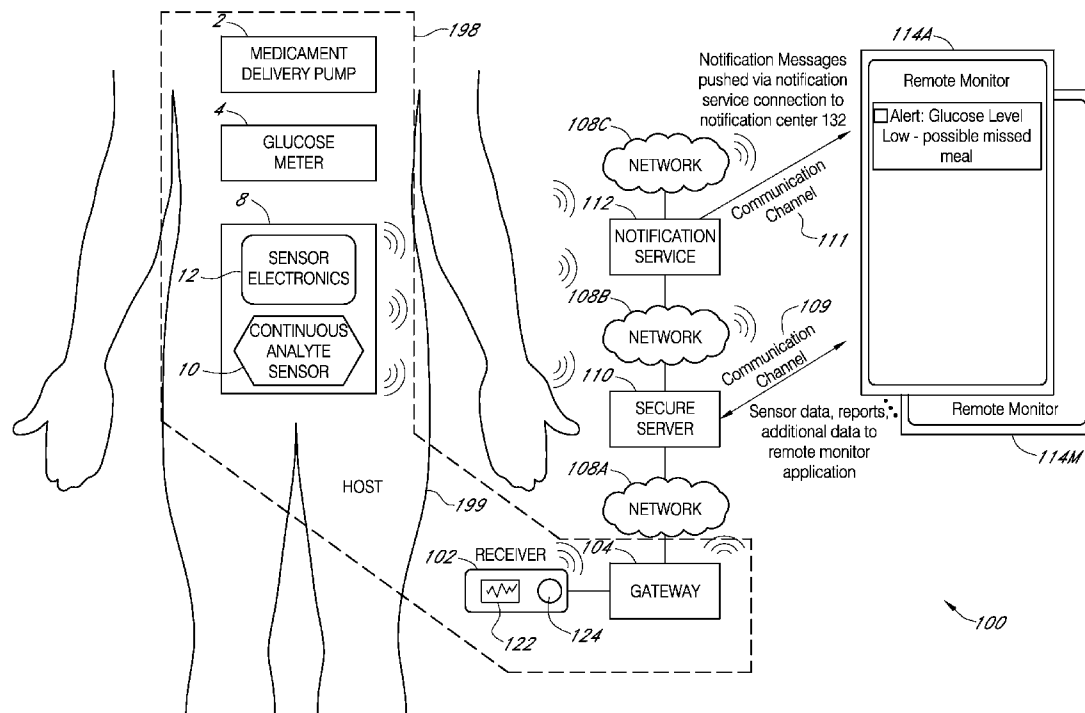 2
MEDICAMENT
DELIVERY PUMP
198
4
GLUCOSE
METER
8
SENSOR
ELECTRONICS
12
CONTINUOUS
ANALYTE
SENSOR
10
HOST
199
RECEIVER
102
122
124
104
GATEWAY
108A
NETWORK
110
SECURE
SERVER
108B
NETWORK
112
NOTIFICATION
SERVICE
108C
NETWORK
Notification Messages
pushed via notification
service connection to
notification center 132
Communication
Channel
111
109
Communication
Channel
Sensor data, reports,
additional data to
remote monitor
application
114A
Remote Monitor
Alert: Glucose Level
Low - possible missed
meal
Remote Monitor
114M
100